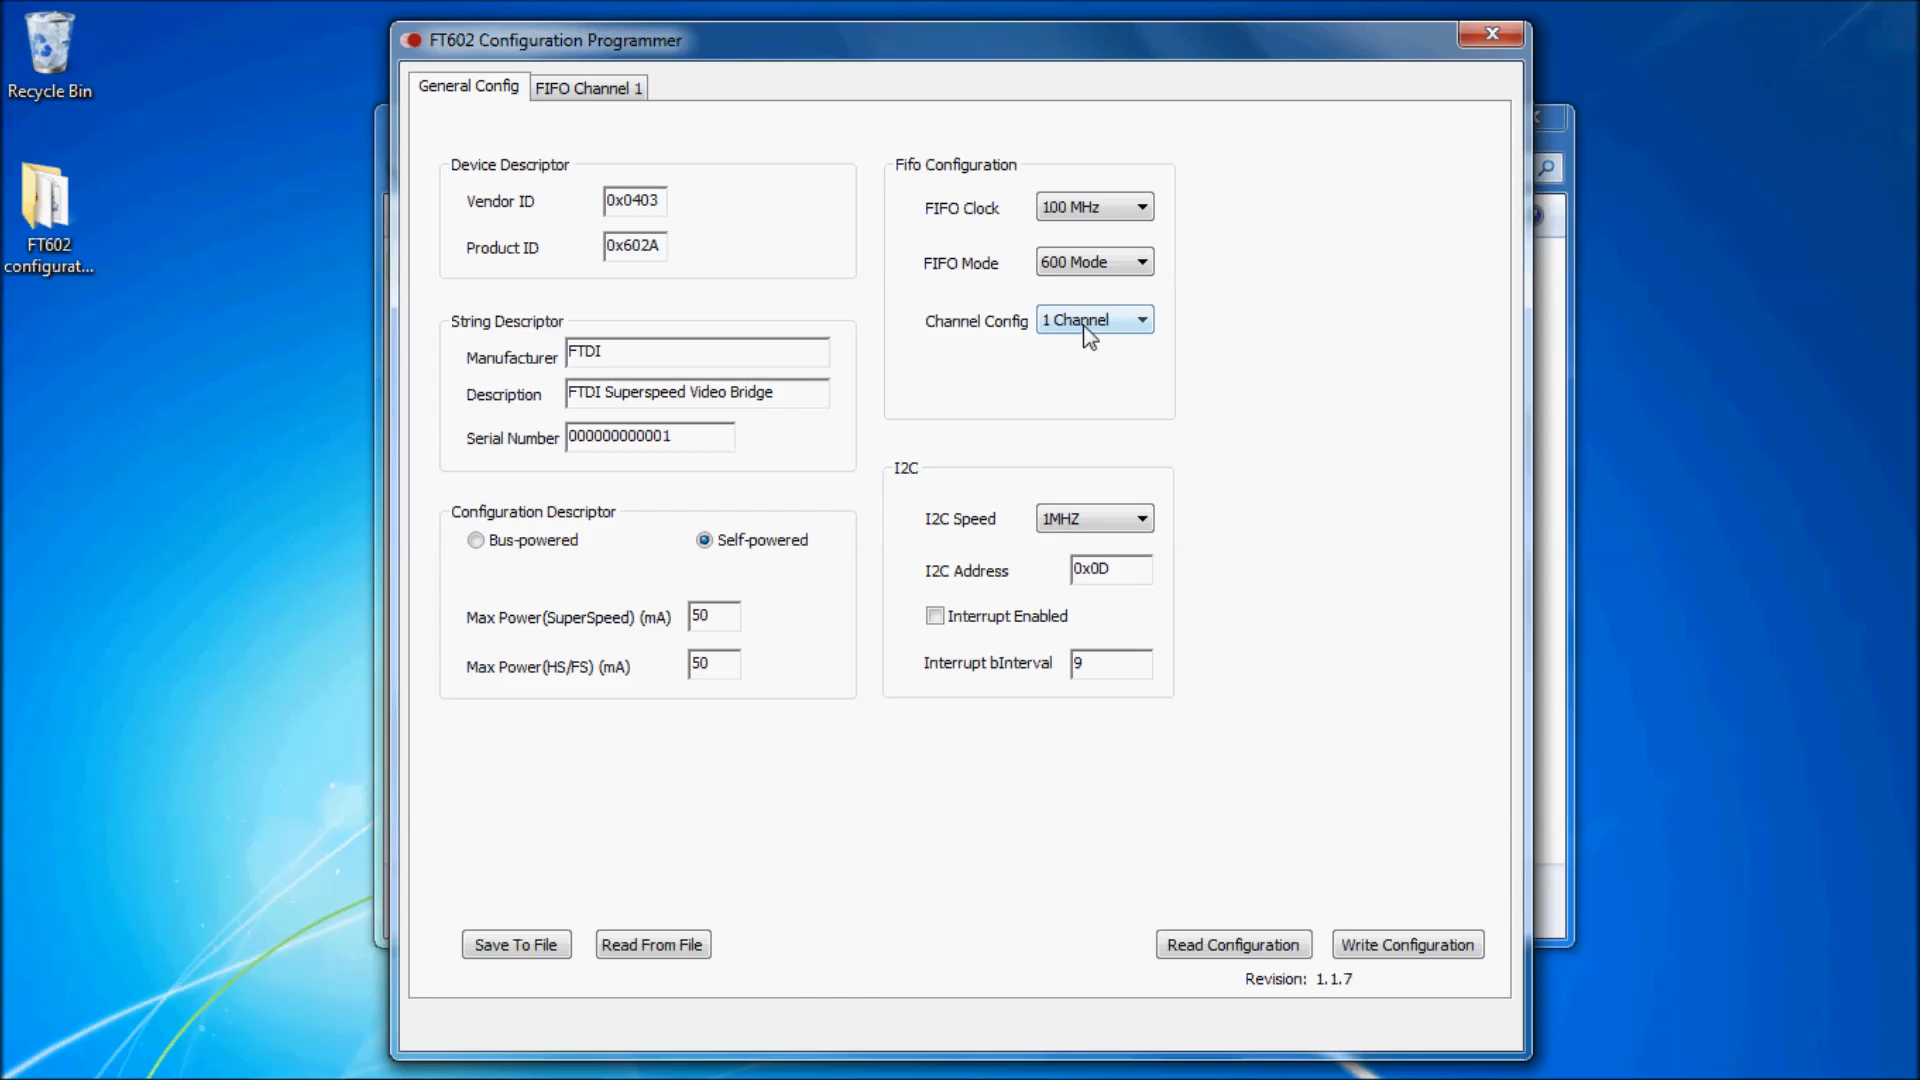 Recycle Bin
FT602
configurat...
FT602 Configuration Programmer
General Config
FIFO Channel 1
Device Descriptor
Vendor ID 0x0403
Product ID 0x602A
String Descriptor
Manufacturer FTDI
Description FTDI Superspeed Video Bridge
Serial Number 000000000001
Configuration Descriptor
Bus-powered Self-powered
Max Power(SuperSpeed) (mA) 50
Max Power(HS/FS) (mA) 50
Fifo Configuration
FIFO Clock 100 MHz
FIFO Mode 600 Mode
Channel Config 1 Channel
I2C
I2C Speed 1MHZ
I2C Address 0x0D
Interrupt Enabled
Interrupt bInterval 9
Save To File Read From File Read Configuration Write Configuration
Revision: 1.1.7